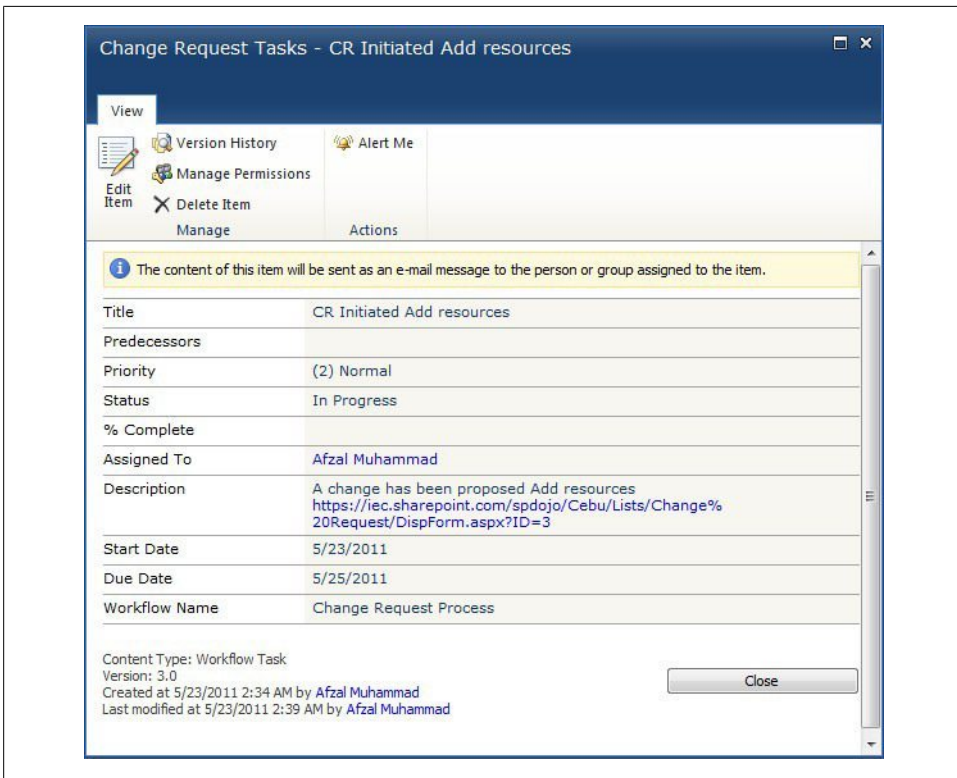 Change Request Tasks - CR Initiated Add resources
View
Edit
Item
Version History
Manage Permissions
Delete Item
Manage
Alert Me
Actions
The content of this item will be sent as an e-mail message to the person or group assigned to the item.
Title CR Initiated Add resources
Predecessors
Priority (2) Normal
Status In Progress
% Complete
Assigned To Afzal Muhammad
Description A change has been proposed Add resources
https://iec.sharepoint.com/spdojo/Cebu/Lists/Change%
20Request/DispForm.aspx?ID=3
Start Date 5/23/2011
Due Date 5/25/2011
Workflow Name Change Request Process
Content Type: Workflow Task
Version: 3.0
Created at 5/23/2011 2:34 AM by Afzal Muhammad
Last modified at 5/23/2011 2:39 AM by Afzal Muhammad
Close